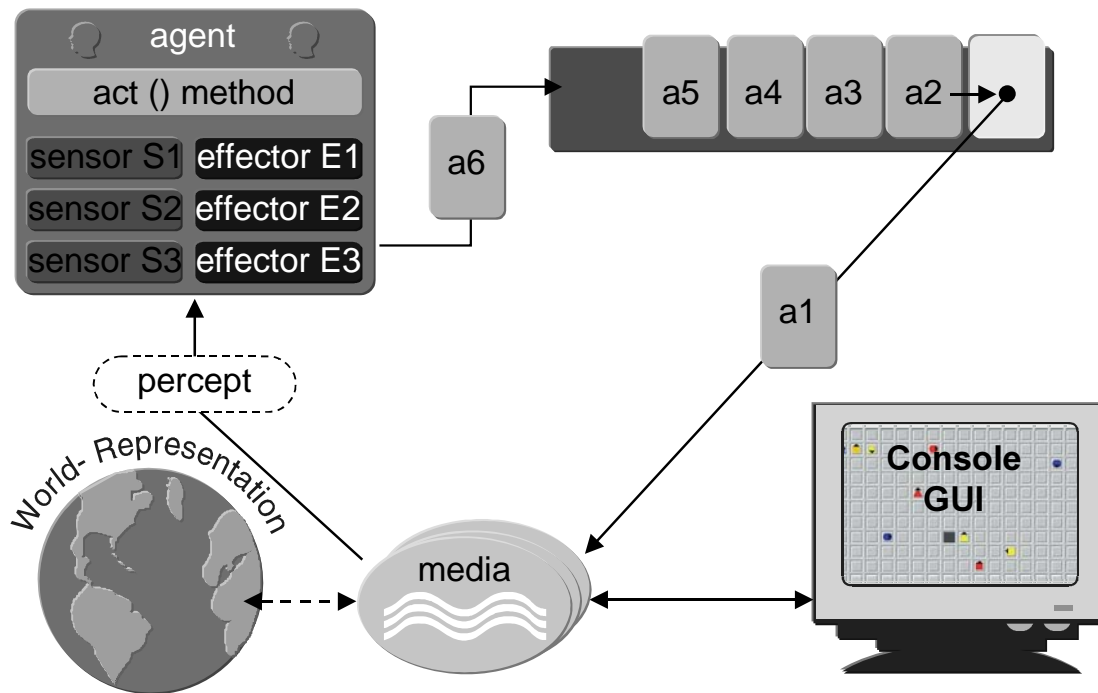 agent
act () method
sensor S1
effector E1
sensor S2
effector E2
sensor S3
effector E3
a6
a5
a4
a3
a2
a1
percept
World- Representation
media
Console
GUI